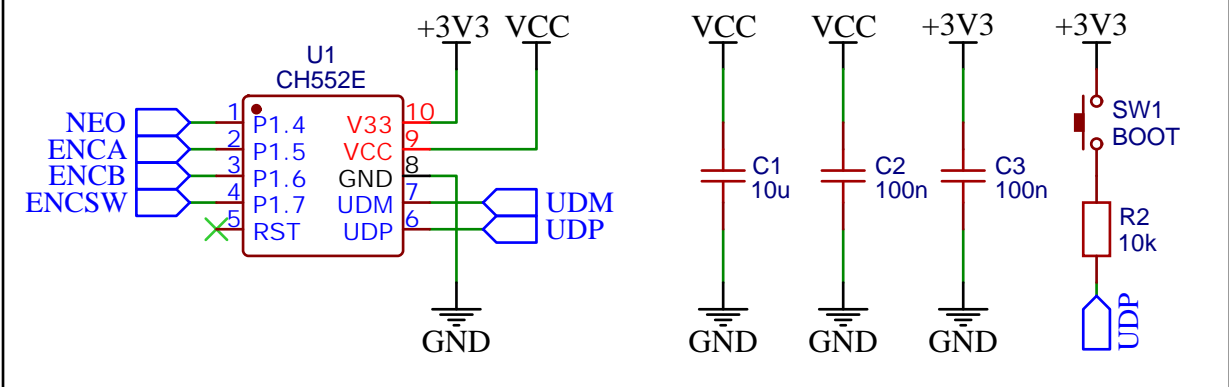 +3V3 VCC VCC VCC +3V3 +3V3
U1
CH552E
NEO 1 P1.4 V33 10
ENCA 2 P1.5 VCC 9
ENCB 3 P1.6 GND 8
ENCSW 4 P1.7 UDM 7 UDM
5 RST UDP 6 UDP
GND
C1
10u
GND
C2
100n
GND
C3
100n
GND
SW1
BOOT
R2
10k
UDP